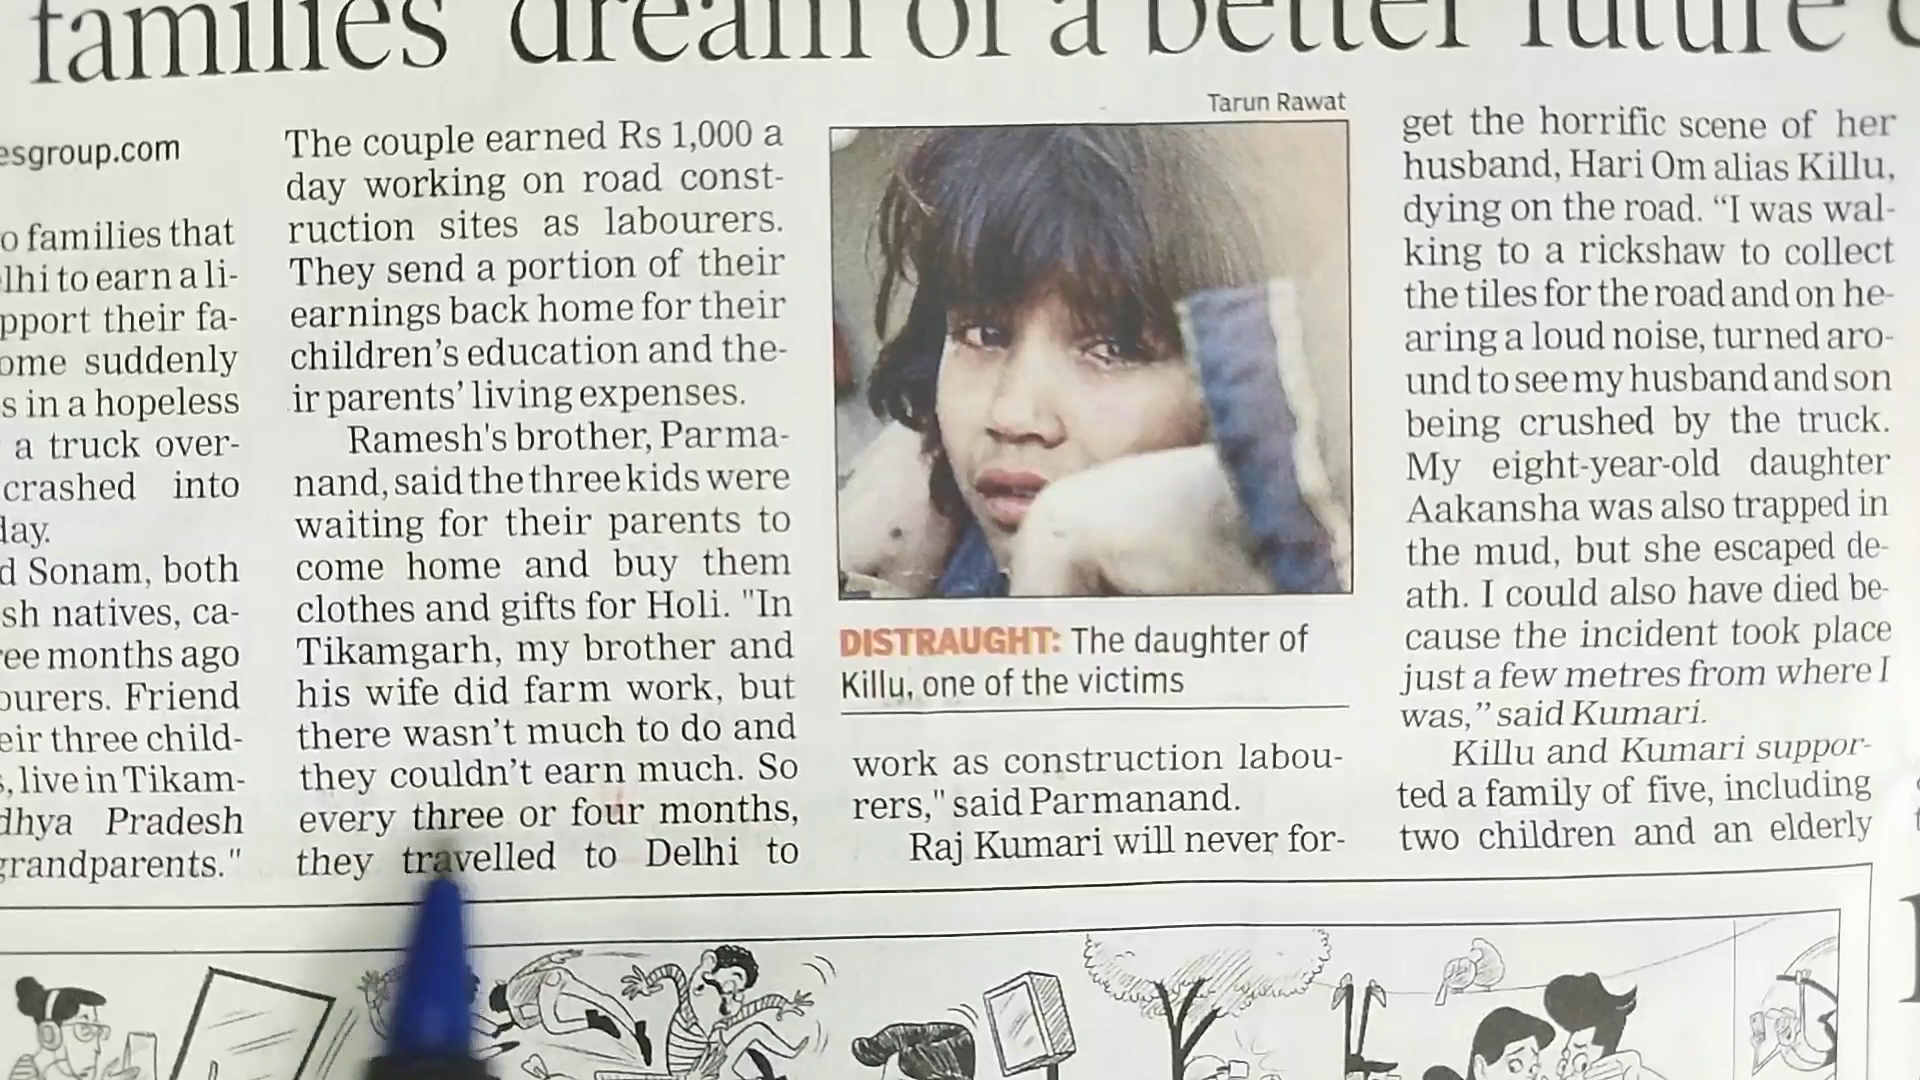 families' dream of a better future
esgroup.com
o families that
lhi to earn a li-
pport their fa-
ome suddenly
s in a hopeless
a truck over-
crashed into
day.
d Sonam, both
sh natives, ca-
ree months ago
ourers. Friend
eir three child-
s, live in Tikam-
dhya Pradesh
grandparents."
The couple earned Rs 1,000 a
day working on road const-
ruction sites as labourers.
They send a portion of their
earnings back home for their
children's education and the-
ir parents' living expenses.
Ramesh's brother, Parma-
nand, said the three kids were
waiting for their parents to
come home and buy them
clothes and gifts for Holi. "In
Tikamgarh, my brother and
his wife did farm work, but
there wasn't much to do and
they couldn't earn much. So
every three or four months,
they travelled to Delhi to
Tarun Rawat
DISTRAUGHT: The daughter of
Killu, one of the victims
work as construction labou-
rers," said Parmanand.
Raj Kumari will never for-
get the horrific scene of her
husband, Hari Om alias Killu,
dying on the road. “I was wal-
king to a rickshaw to collect
the tiles for the road and on he-
aring a loud noise, turned aro-
und to see my husband and son
being crushed by the truck.
My eight-year-old daughter
Aakansha was also trapped in
the mud, but she escaped de-
ath. I could also have died be-
cause the incident took place
just a few metres from where I
was,” said Kumari.
Killu and Kumari suppor-
ted a family of five, including
two children and an elderly